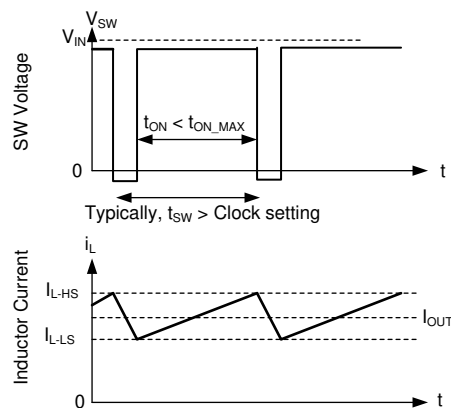 V_SW
V_IN
SW Voltage
t_ON < t_ON_MAX
0
t
Typically, t_SW > Clock setting
i_L
Inductor Current
I_L-HS
I_OUT
I_L-LS
0
t